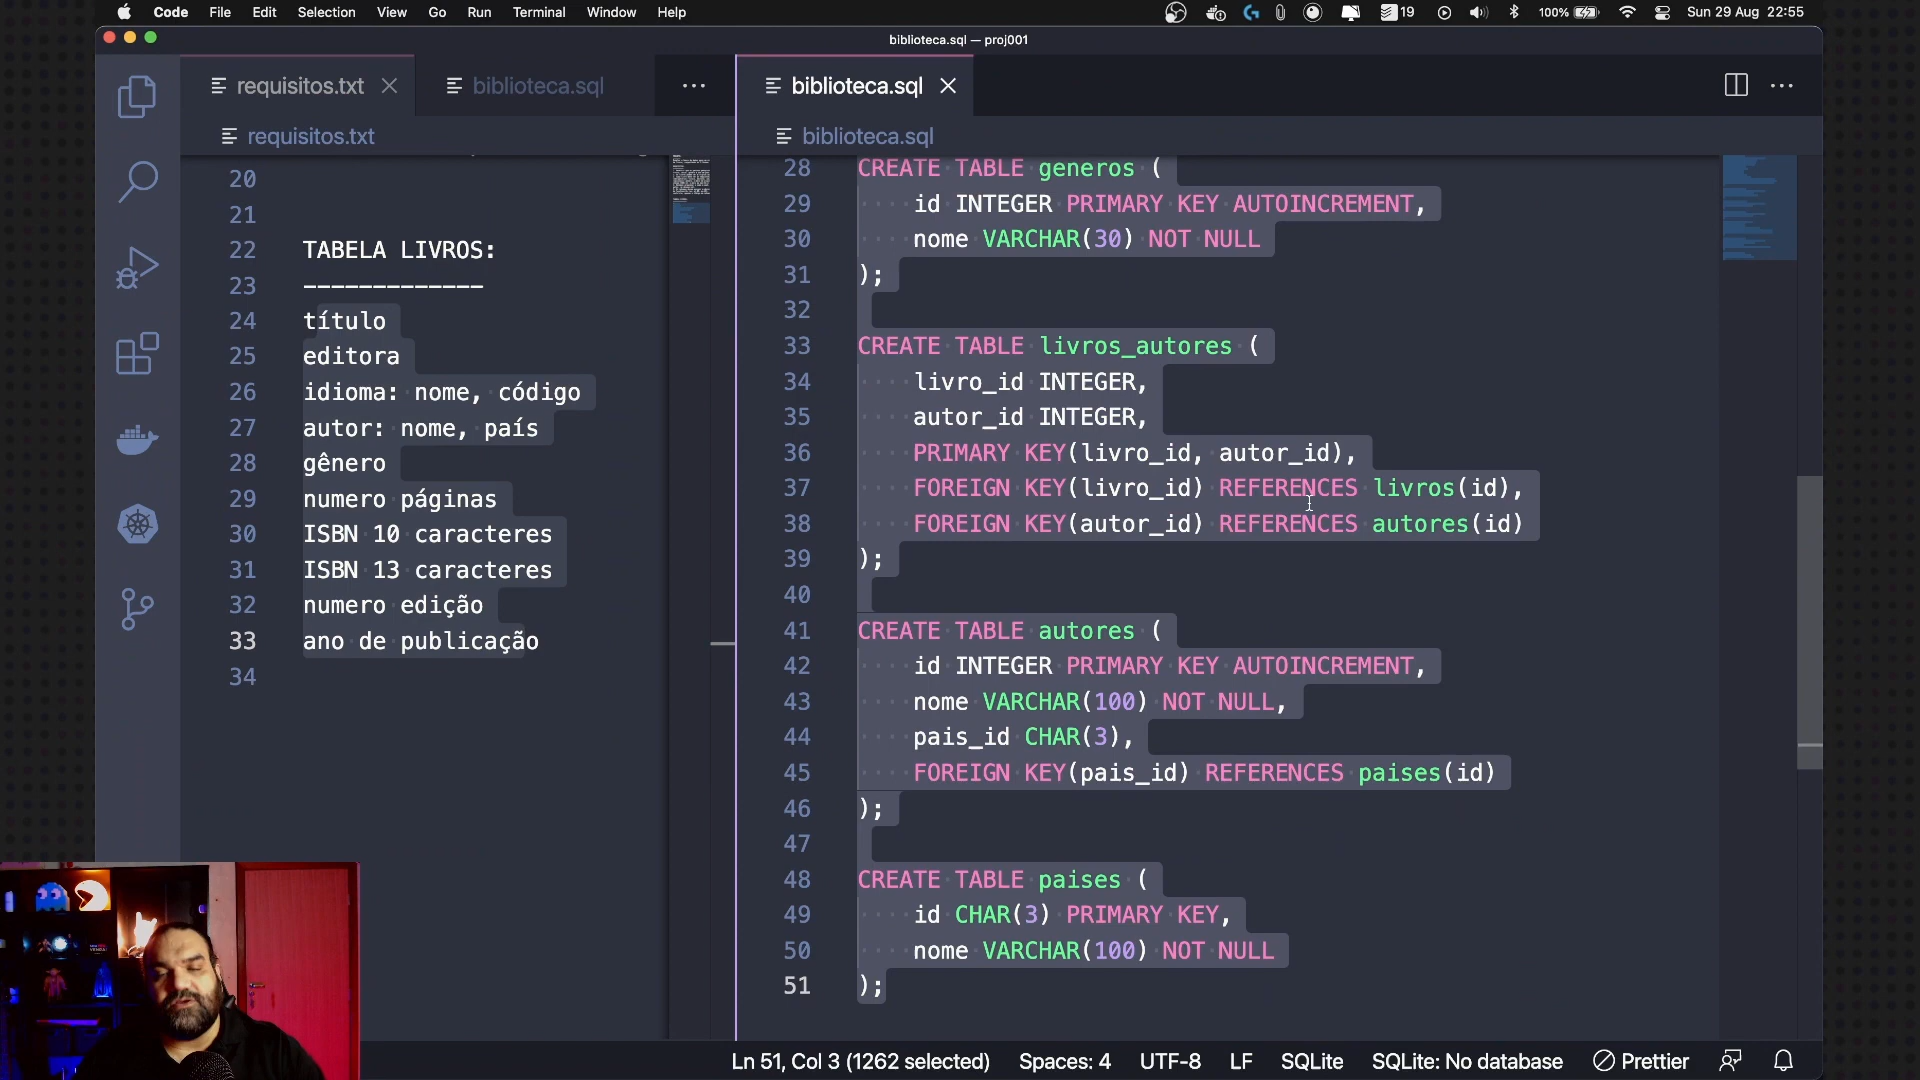 Code File Edit Selection View Go Run Terminal Window Help 19 100% Sun 29 Aug 22:55
biblioteca.sql — proj001
requisitos.txt biblioteca.sql ···
biblioteca.sql ···
requisitos.txt
20
21
22 TABELA LIVROS:
23 -------------
24 título
25 editora
26 idioma: nome, código
27 autor: nome, país
28 gênero
29 numero páginas
30 ISBN 10 caracteres
31 ISBN 13 caracteres
32 numero edição
33 ano de publicação
34
biblioteca.sql
28 CREATE TABLE generos (
29 id INTEGER PRIMARY KEY AUTOINCREMENT,
30 nome VARCHAR(30) NOT NULL
31 );
32
33 CREATE TABLE livros_autores (
34 livro_id INTEGER,
35 autor_id INTEGER,
36 PRIMARY KEY(livro_id, autor_id),
37 FOREIGN KEY(livro_id) REFERENCES livros(id),
38 FOREIGN KEY(autor_id) REFERENCES autores(id)
39 );
40
41 CREATE TABLE autores (
42 id INTEGER PRIMARY KEY AUTOINCREMENT,
43 nome VARCHAR(100) NOT NULL,
44 pais_id CHAR(3),
45 FOREIGN KEY(pais_id) REFERENCES paises(id)
46 );
47
48 CREATE TABLE paises (
49 id CHAR(3) PRIMARY KEY,
50 nome VARCHAR(100) NOT NULL
51 );
Ln 51, Col 3 (1262 selected) Spaces: 4 UTF-8 LF SQLite SQLite: No database Prettier